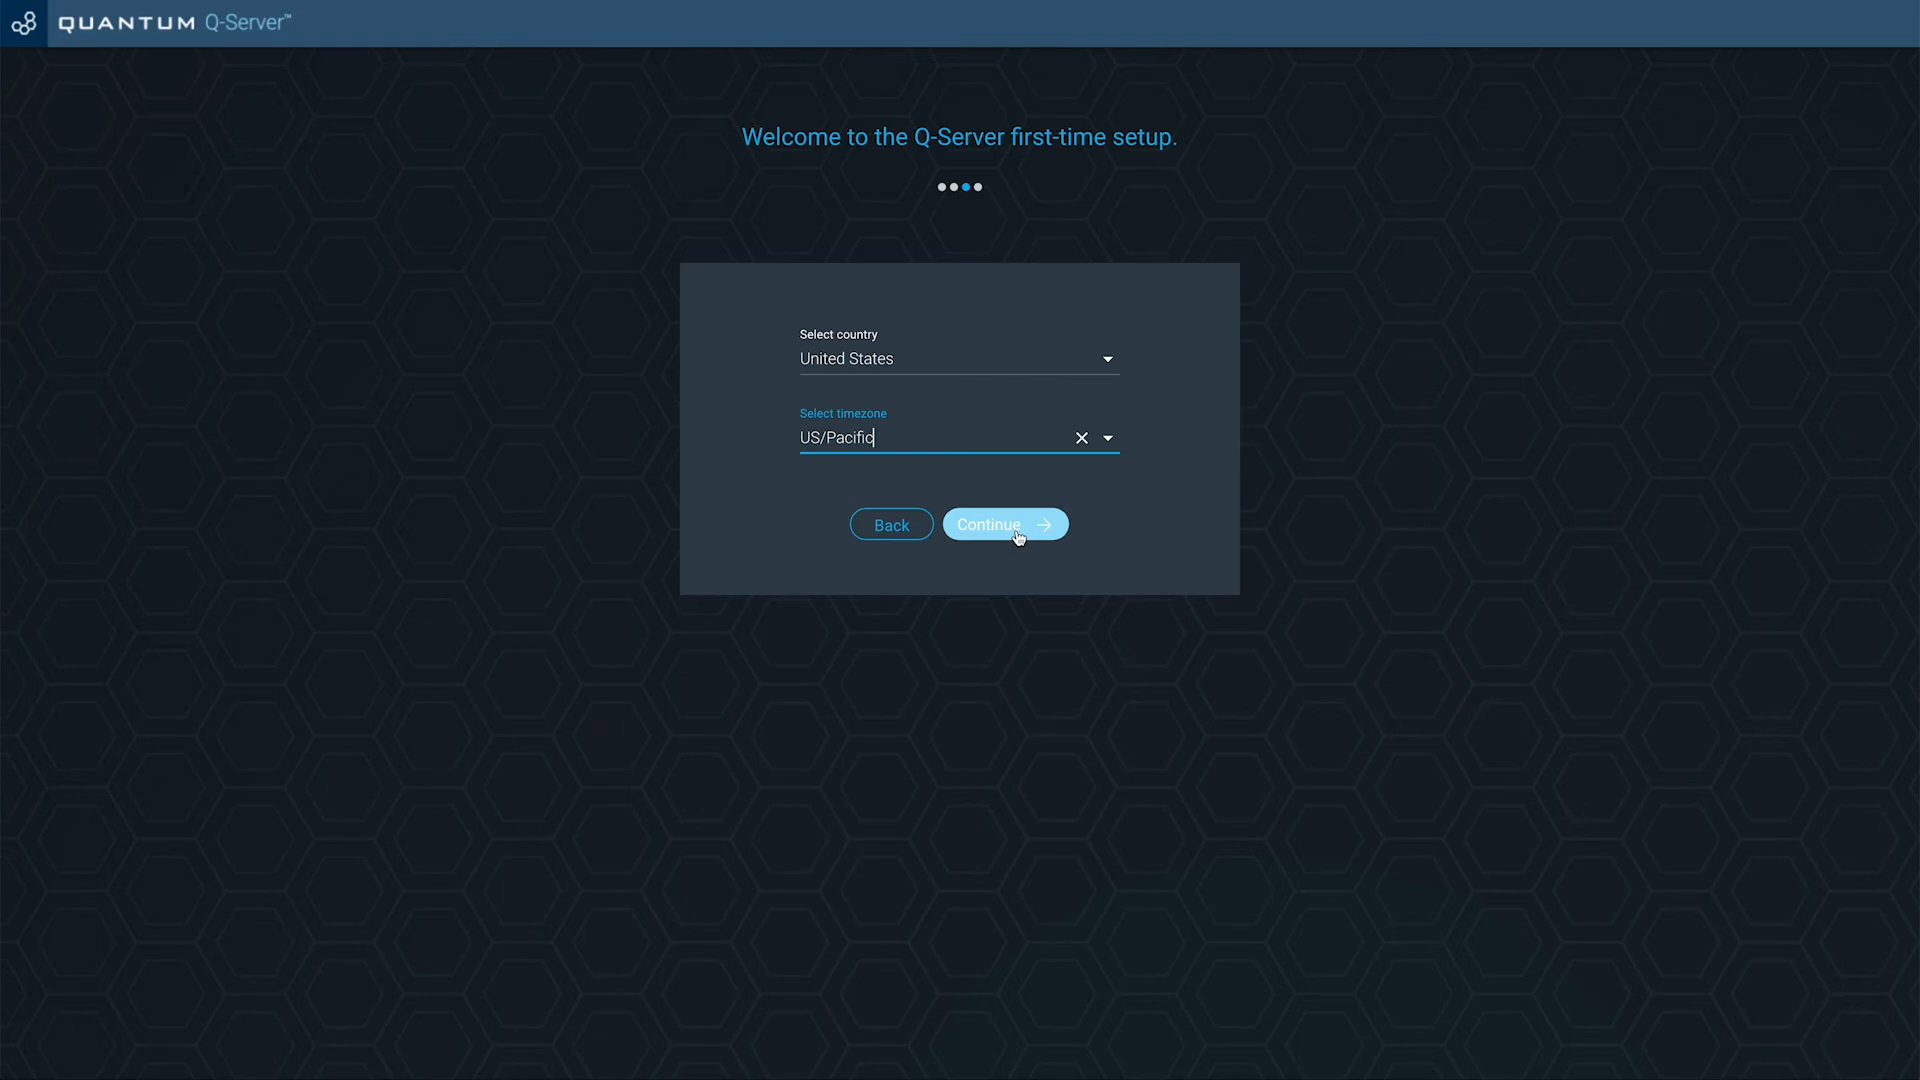 QUANTUM Q-Server™
Welcome to the Q-Server first-time setup.
Select country
United States
Select timezone
US/Pacific
Back
Continue